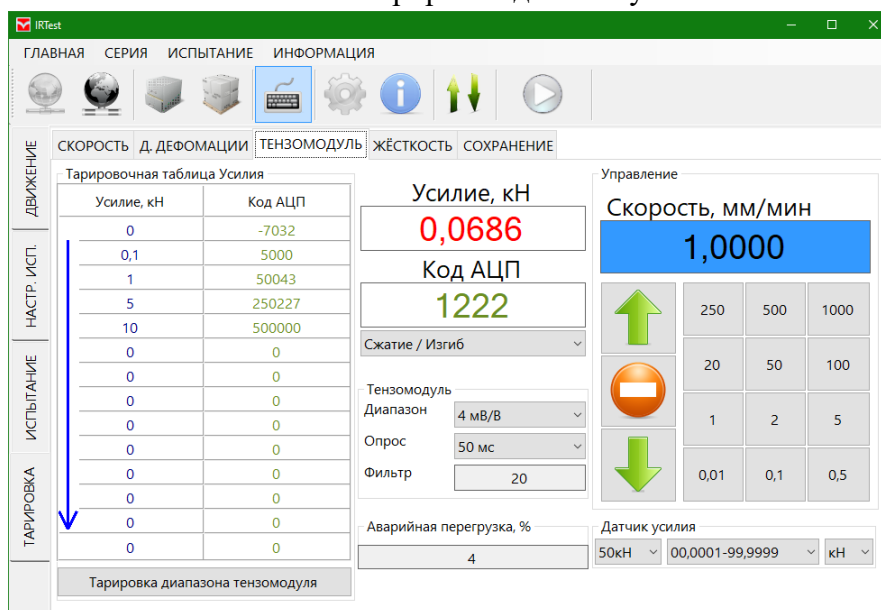 IRTest
ГЛАВНАЯ СЕРИЯ ИСПЫТАНИЕ ИНФОРМАЦИЯ
ДВИЖЕНИЕ
НАСТР. ИСП.
ИСПЫТАНИЕ
ТАРИРОВКА
СКОРОСТЬ Д. ДЕФОМАЦИИ ТЕНЗОМОДУЛЬ ЖЁСТКОСТЬ СОХРАНЕНИЕ
Тарировочная таблица Усилия
Усилие, кН Код АЦП
0 -7032
0,1 5000
1 50043
5 250227
10 500000
0 0
0 0
0 0
0 0
0 0
0 0
0 0
0 0
0 0
Тарировка диапазона тензомодуля
Усилие, кН
0,0686
Код АЦП
1222
Сжатие / Изгиб
Тензомодуль
Диапазон 4 мВ/В
Опрос 50 мс
Фильтр 20
Аварийная перегрузка, %
4
Управление
Скорость, мм/мин
1,0000
250 500 1000
20 50 100
1 2 5
0,01 0,1 0,5
Датчик усилия
50кН 00,0001-99,9999 кН